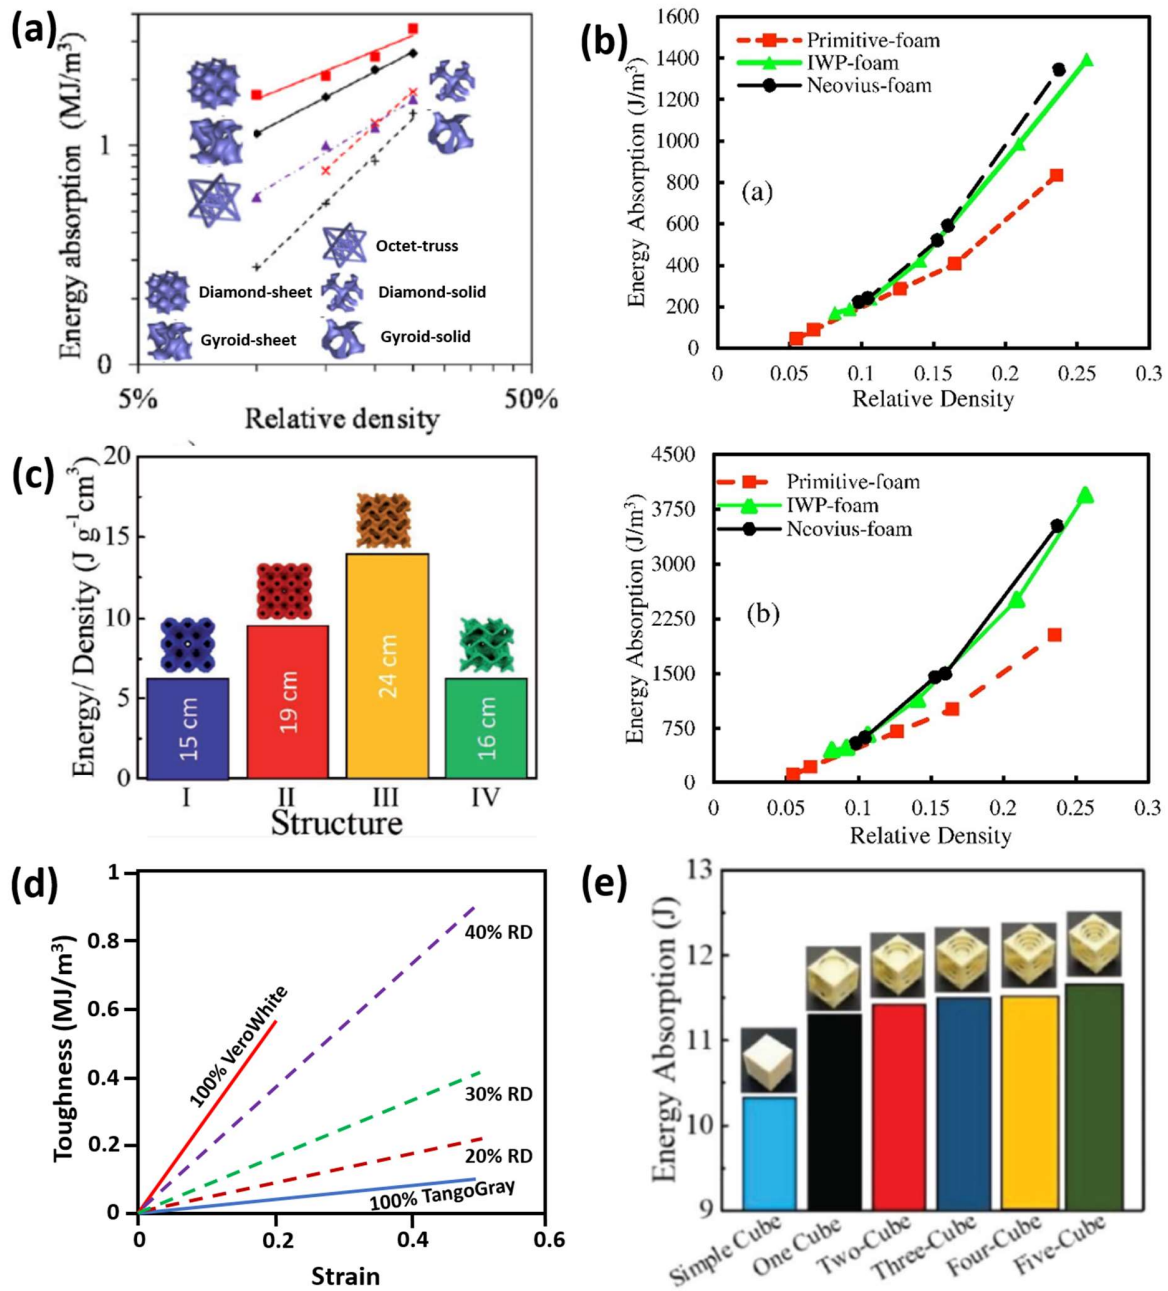 (a)
Energy absorption (MJ/m³)
1
0
5%
50%
Relative density
Octet-truss
Diamond-sheet
Diamond-solid
Gyroid-sheet
Gyroid-solid
(b)
Energy Absorption (J/m³)
1600
1400
1200
1000
800
600
400
200
0
Primitive-foam
IWP-foam
Neovius-foam
(a)
0 0.05 0.1 0.15 0.2 0.25 0.3
Relative Density
Energy Absorption (J/m³)
4500
3750
3000
2250
1500
750
0
Primitive-foam
IWP-foam
Ncovius-foam
(b)
0 0.05 0.1 0.15 0.2 0.25 0.3
Relative Density
(c)
Energy/ Density (J g⁻¹cm³)
20
15
10
5
0
15 cm
19 cm
24 cm
16 cm
I II III IV
Structure
(d)
Toughness (MJ/m³)
1
0.8
0.6
0.4
0.2
0
100% VeroWhite
40% RD
30% RD
20% RD
100% TangoGray
0 0.2 0.4 0.6
Strain
(e)
Energy Absorption (J)
13
12
11
10
9
Simple Cube
One Cube
Two-Cube
Three-Cube
Four-Cube
Five-Cube